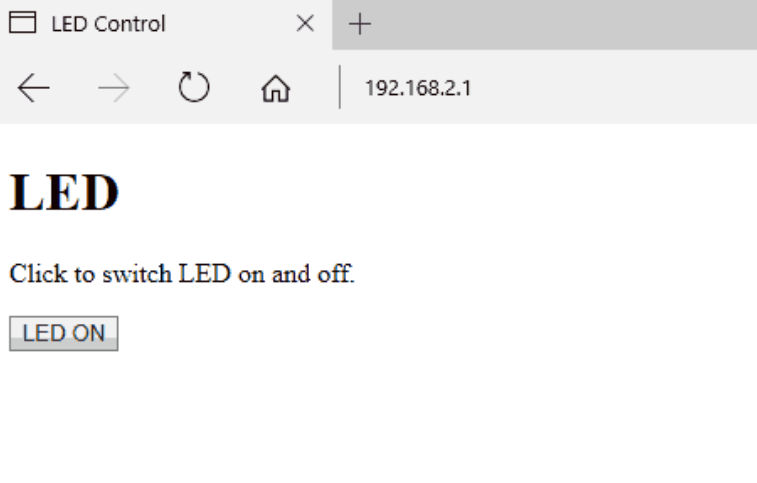 LED Control
192.168.2.1
LED
Click to switch LED on and off.
LED ON